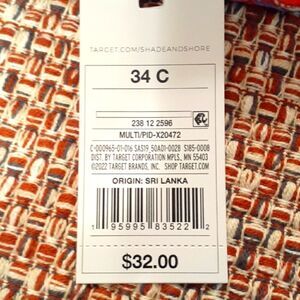 TARGET.COM/SHADEANDSHORE
34 C
238 12 2596
MULTI/PID-X20472
C-000965-01-016 SAS19_50A01-0028 S185-0008
DIST. BY TARGET CORPORATION MPLS., MN 55403
©2022 TARGET BRANDS, INC. SHOP TARGET.COM
ORIGIN: SRI LANKA
1 95995 83522 2
$32.00